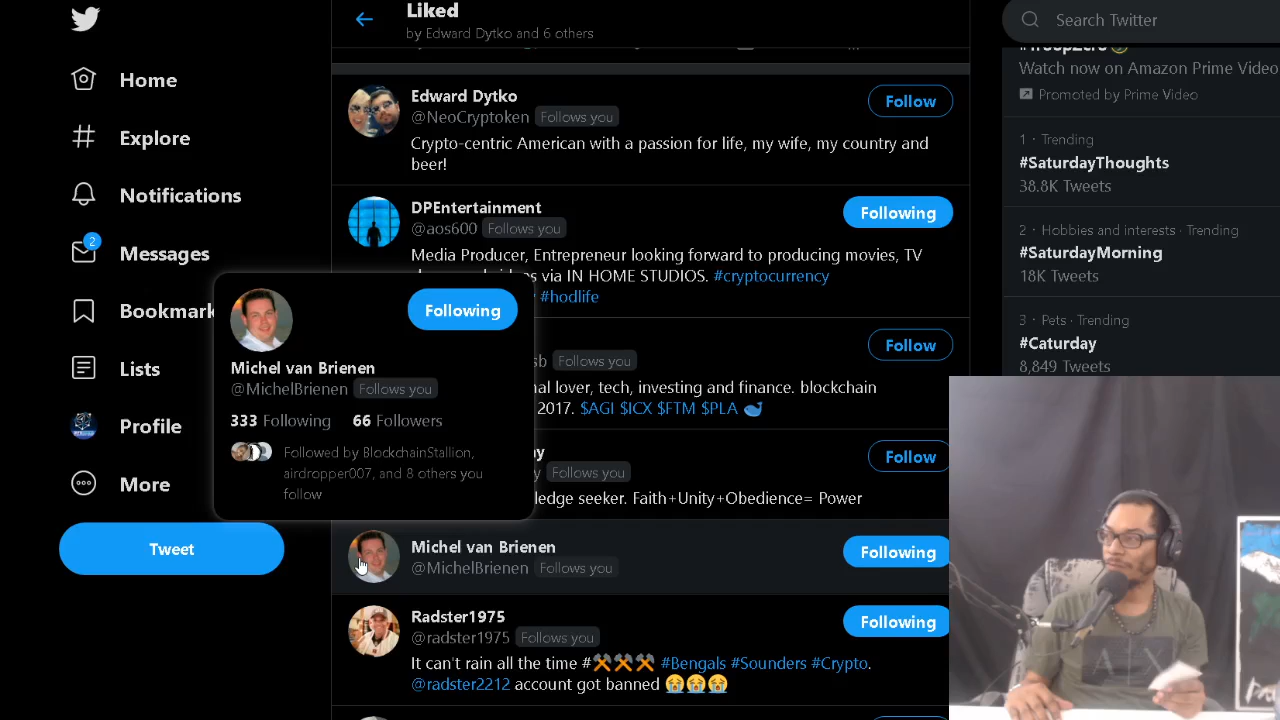 Home
Explore
Notifications
2
Messages
Bookmark
Lists
Profile
More
Tweet
Liked
by Edward Dytko and 6 others
Edward Dytko
@NeoCryptoken Follows you
Follow
Crypto-centric American with a passion for life, my wife, my country and
beer!
DPEntertainment
@aos600 Follows you
Following
Media Producer, Entrepreneur looking forward to producing movies, TV
via IN HOME STUDIOS. #cryptocurrency
#hodlife
sb Follows you
Follow
al lover, tech, investing and finance. blockchain
2017. $AGI $ICX $FTM $PLA
y Follows you
Follow
ledge seeker. Faith+Unity+Obedience= Power
Following
Michel van Brienen
@MichelBrienen Follows you
333 Following 66 Followers
Followed by BlockchainStallion,
airdropper007, and 8 others you
follow
Michel van Brienen
@MichelBrienen Follows you
Following
Radster1975
@radster1975 Follows you
Following
It can't rain all the time #⚒⚒⚒ #Bengals #Sounders #Crypto.
@radster2212 account got banned 😭😭😭
Search Twitter
#TroopZero
Watch now on Amazon Prime Video
Promoted by Prime Video
1 · Trending
#SaturdayThoughts
38.8K Tweets
2 · Hobbies and interests · Trending
#SaturdayMorning
18K Tweets
3 · Pets · Trending
#Caturday
8,849 Tweets